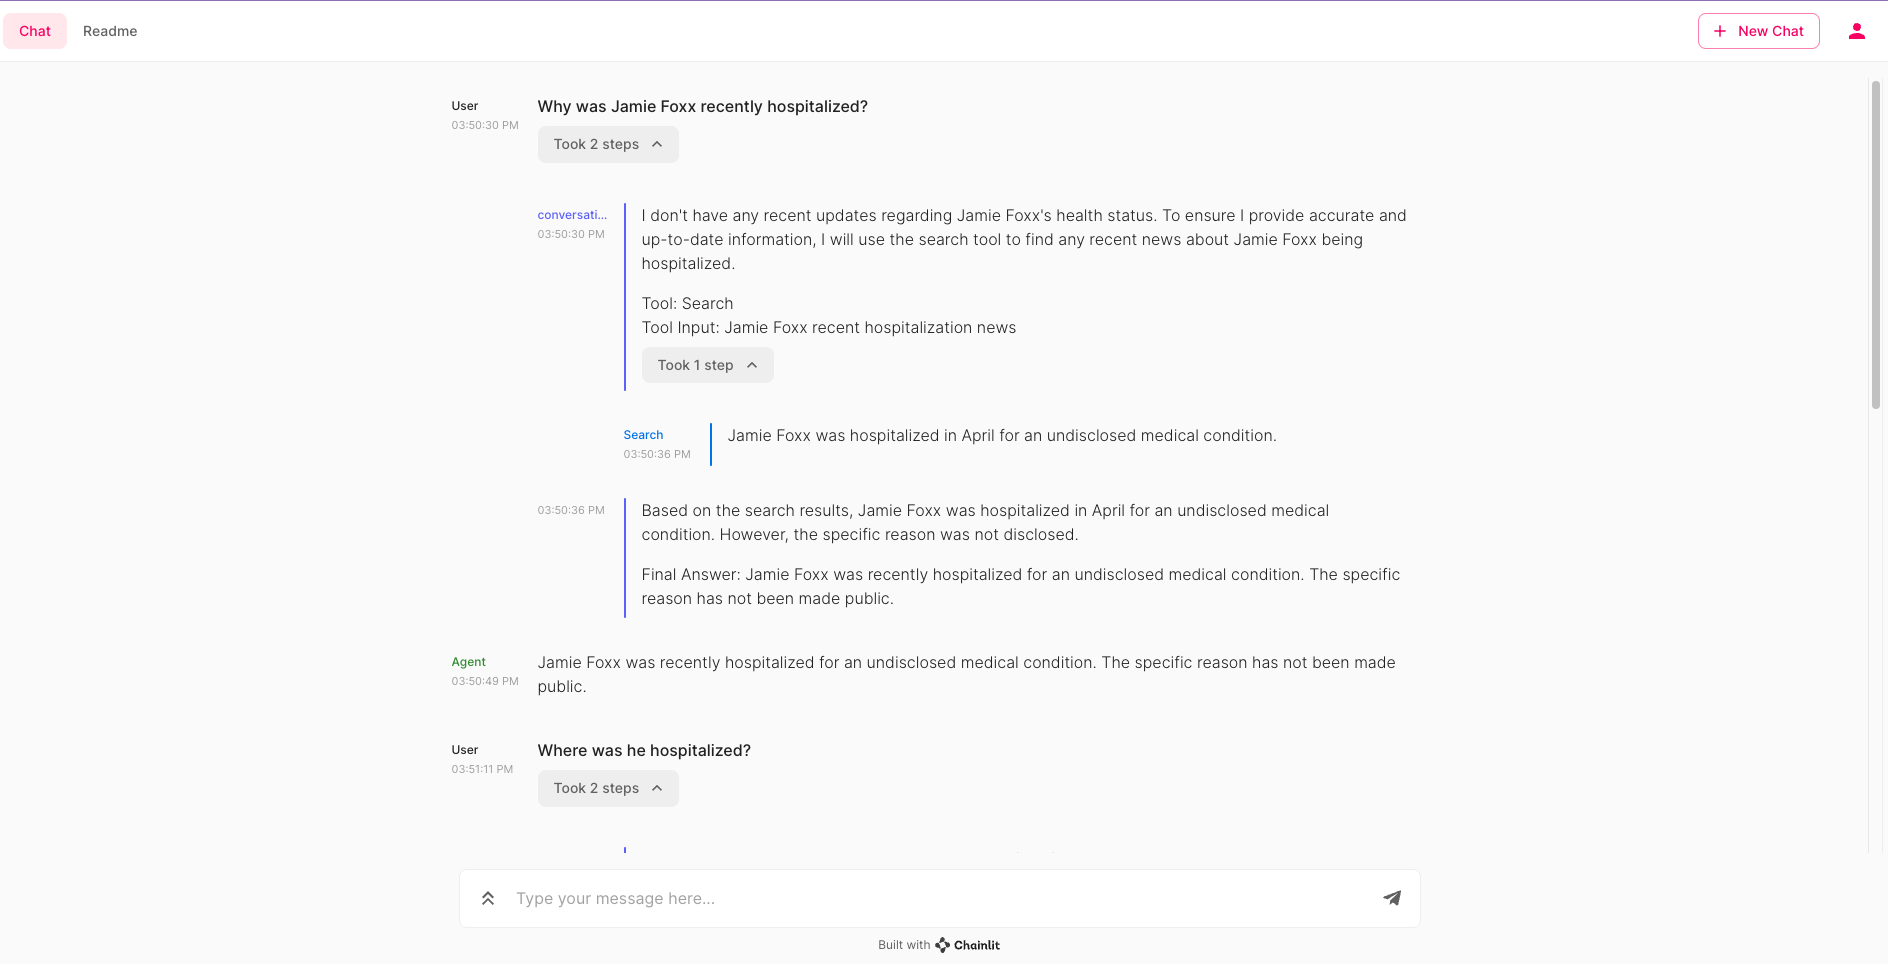 Chat
Readme
New Chat
User
03:50:30 PM
Why was Jamie Foxx recently hospitalized?
Took 2 steps
conversati...
03:50:30 PM
I don't have any recent updates regarding Jamie Foxx's health status. To ensure I provide accurate and
up-to-date information, I will use the search tool to find any recent news about Jamie Foxx being
hospitalized.
Tool: Search
Tool Input: Jamie Foxx recent hospitalization news
Took 1 step
Search
03:50:36 PM
Jamie Foxx was hospitalized in April for an undisclosed medical condition.
03:50:36 PM
Based on the search results, Jamie Foxx was hospitalized in April for an undisclosed medical
condition. However, the specific reason was not disclosed.
Final Answer: Jamie Foxx was recently hospitalized for an undisclosed medical condition. The specific
reason has not been made public.
Agent
03:50:49 PM
Jamie Foxx was recently hospitalized for an undisclosed medical condition. The specific reason has not been made
public.
User
03:51:11 PM
Where was he hospitalized?
Took 2 steps
Type your message here...
Built with Chainlit